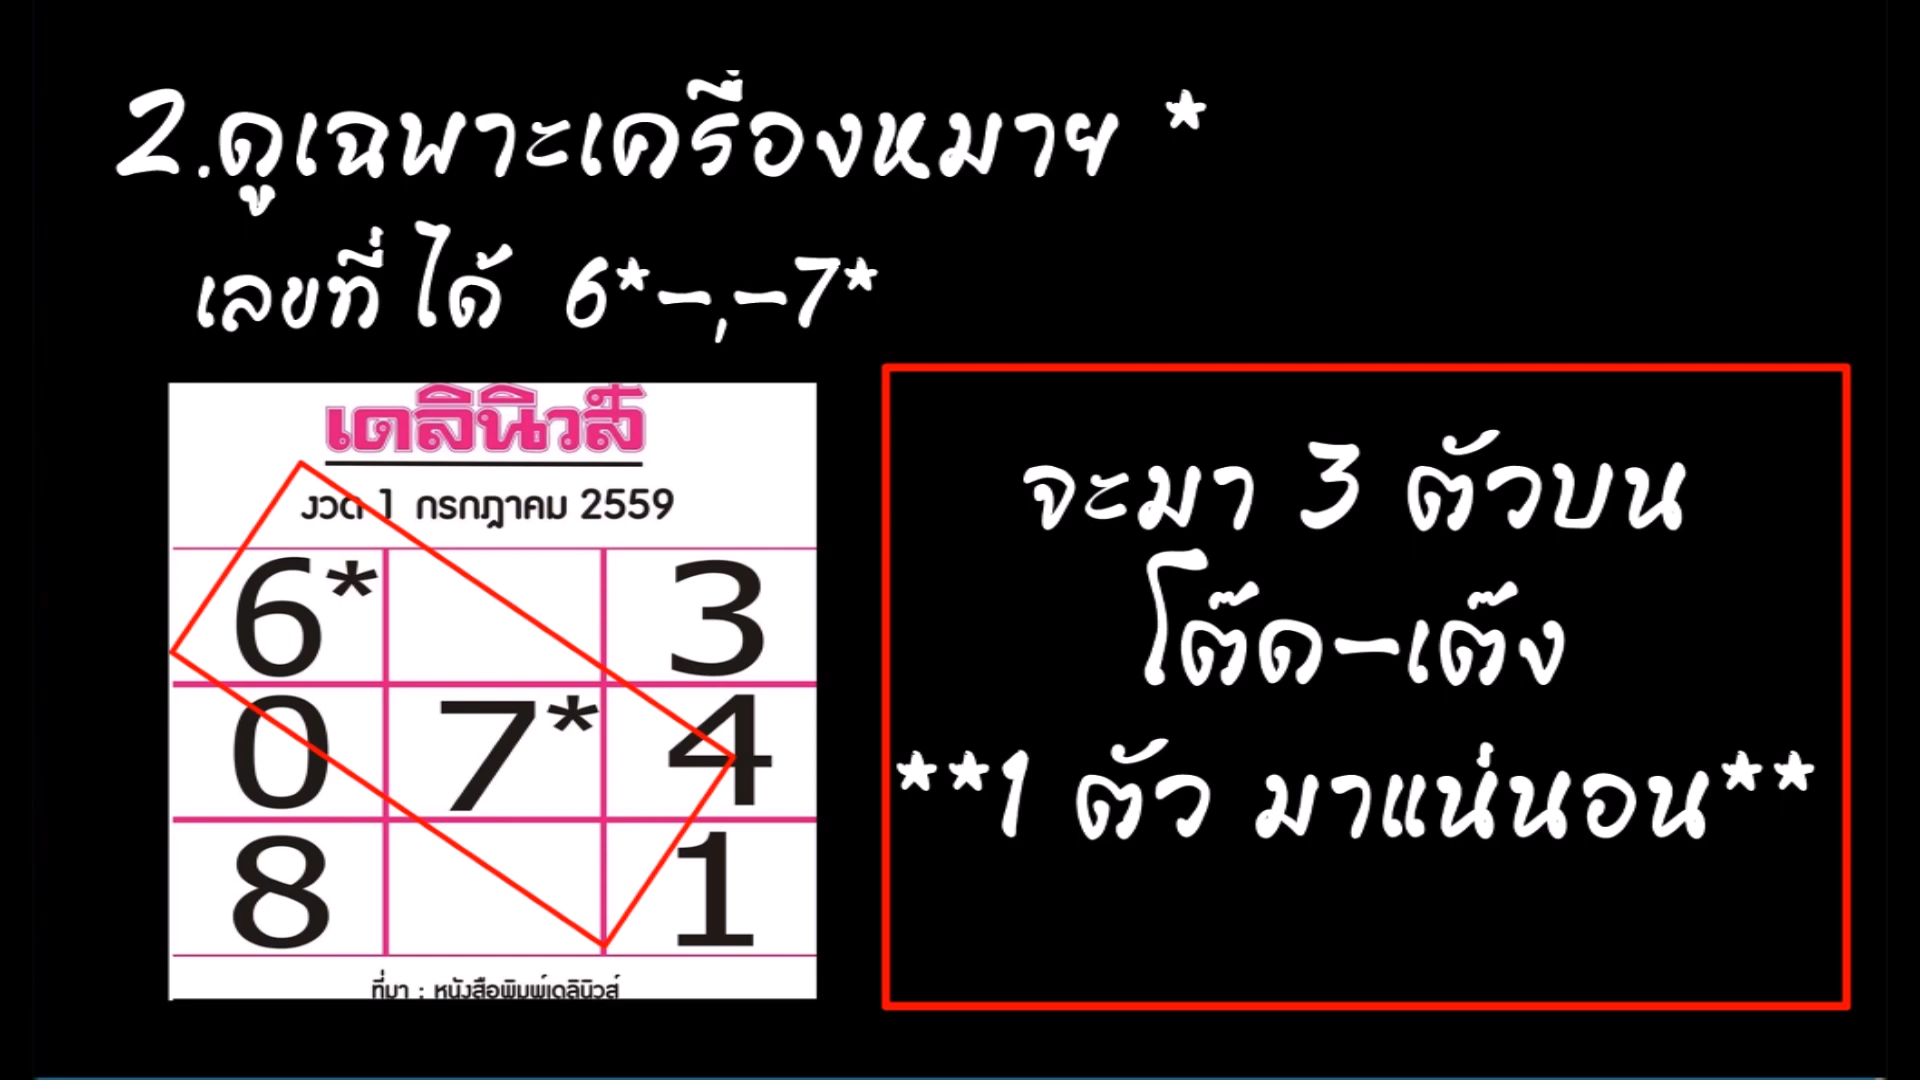 2.ดูเฉพาะเครื่องหมาย *
เลขที่ ได้ 6*-,-7*
เดลินิวส์
งวด 1 กรกฎาคม 2559
6* 3
0 7* 4
8 1
ที่มา : หนังสือพิมพ์เดลินิวส์
จะมา 3 ตัวบน
โต๊ด-เต๊ง
**1 ตัว มาแน่นอน**